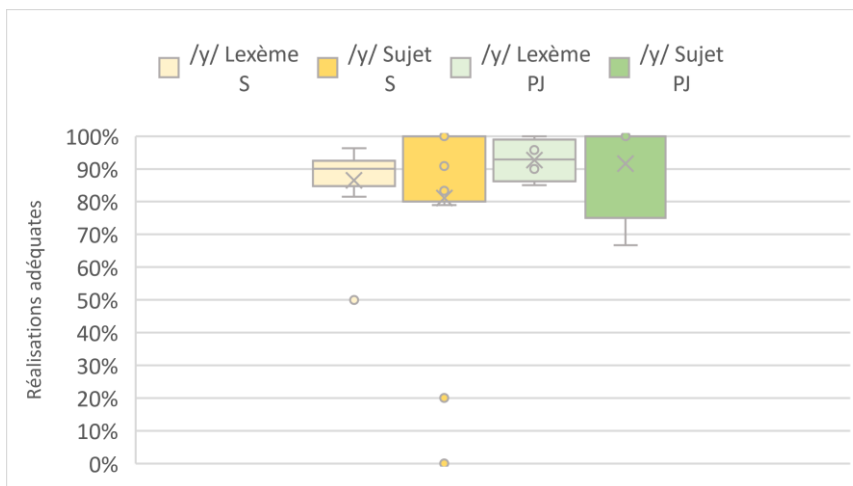 /y/ Lexème S
/y/ Sujet S
/y/ Lexème PJ
/y/ Sujet PJ
Réalisations adéquates
100%
90%
80%
70%
60%
50%
40%
30%
20%
10%
0%